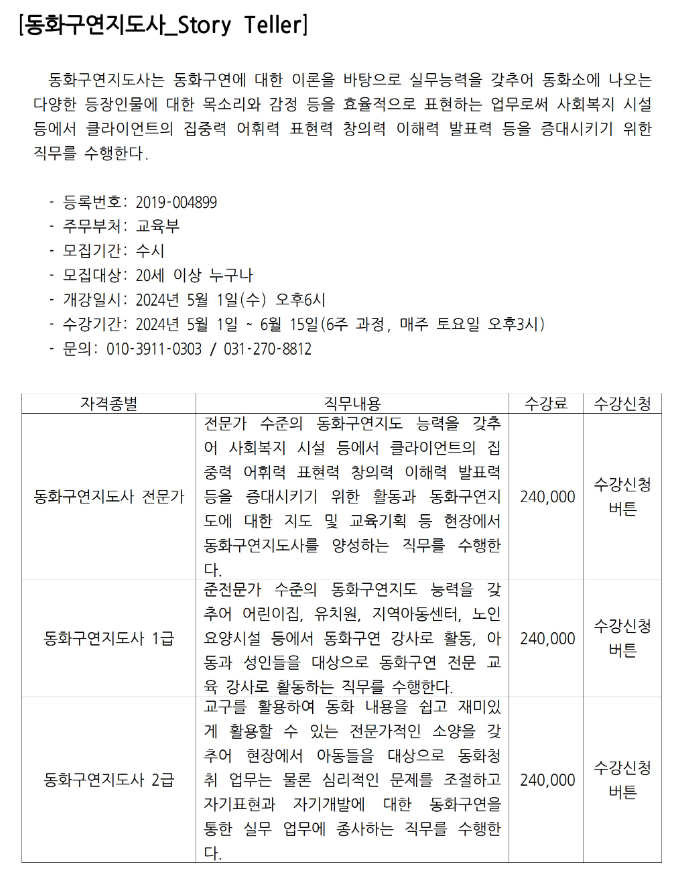 [동화구연지도사_Story Teller]
동화구연지도사는 동화구연에 대한 이론을 바탕으로 실무능력을 갖추어 동화소에 나오는
다양한 등장인물에 대한 목소리와 감정 등을 효율적으로 표현하는 업무로써 사회복지 시설
등에서 클라이언트의 집중력 어휘력 표현력 창의력 이해력 발표력 등을 증대시키기 위한
직무를 수행한다.
- 등록번호: 2019-004899
- 주무부처: 교육부
- 모집기간: 수시
- 모집대상: 20세 이상 누구나
- 개강일시: 2024년 5월 1일(수) 오후6시
- 수강기간: 2024년 5월 1일 ~ 6월 15일(6주 과정, 매주 토요일 오후3시)
- 문의: 010-3911-0303 / 031-270-8812
자격종별 직무내용 수강료 수강신청
전문가 수준의 동화구연지도 능력을 갖추
어 사회복지 시설 등에서 클라이언트의 집
중력 어휘력 표현력 창의력 이해력 발표력
등을 증대시키기 위한 활동과 동화구연지
도에 대한 지도 및 교육기획 등 현장에서
동화구연지도사를 양성하는 직무를 수행한
다.
동화구연지도사 전문가
240,000
수강신청
버튼
준전문가 수준의 동화구연지도 능력을 갖
추어 어린이집, 유치원, 지역아동센터, 노인
요양시설 등에서 동화구연 강사로 활동, 아
동과 성인들을 대상으로 동화구연 전문 교
육 강사로 활동하는 직무를 수행한다.
동화구연지도사 1급
240,000
수강신청
버튼
교구를 활용하여 동화 내용을 쉽고 재미있
게 활용할 수 있는 전문가적인 소양을 갖
추어 현장에서 아동들을 대상으로 동화청
취 업무는 물론 심리적인 문제를 조절하고
자기표현과 자기개발에 대한 동화구연을
통한 실무 업무에 종사하는 직무를 수행한
다.
동화구연지도사 2급
240,000
수강신청
버튼